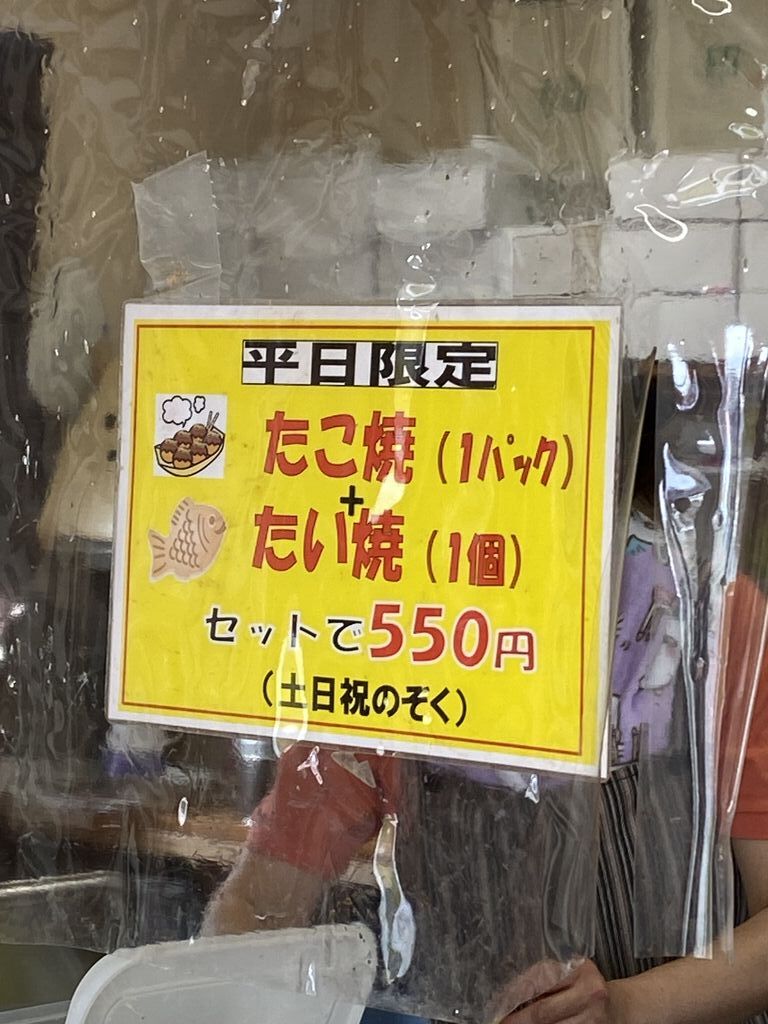 平日限定
たこ焼(1パック)
+
たい焼(1個)
セットで550円
(土日祝のぞく)